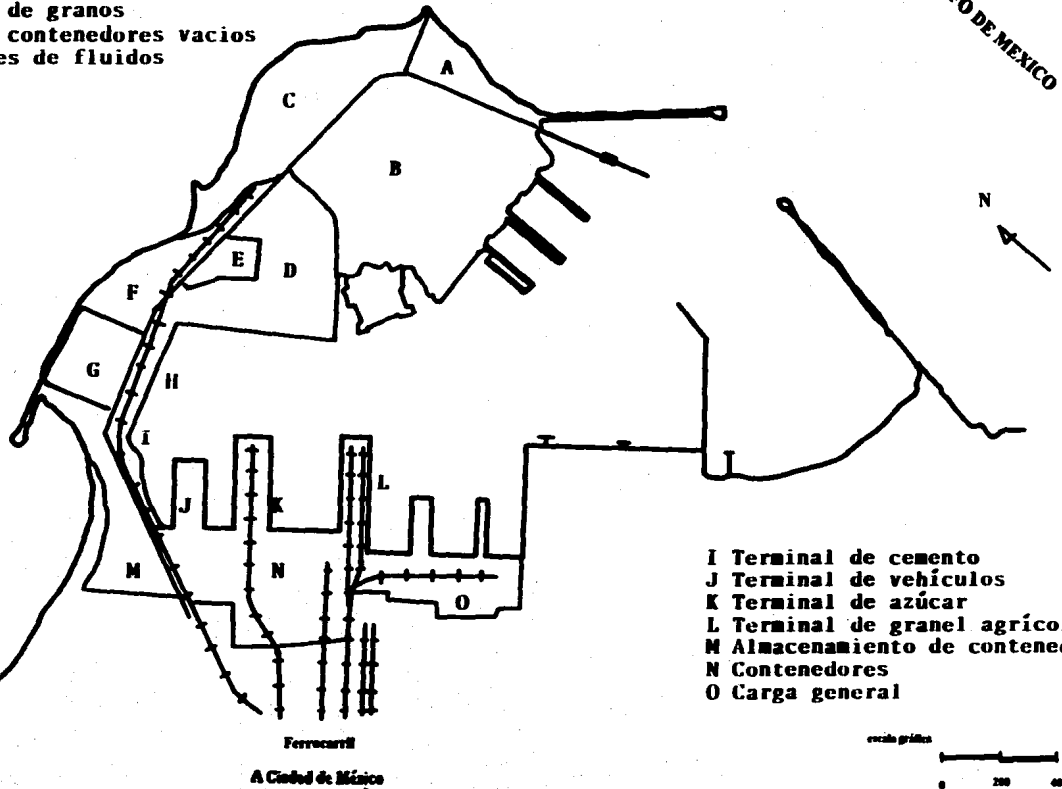 de granos
contenedores vacios
es de fluidos
O DE MEXICO
A
C
B
N
E
D
F
G
H
I
J
K
L
M
N
O
I Terminal de cemento
J Terminal de vehículos
K Terminal de azúcar
L Terminal de granel agríco
M Almacenamiento de contene
N Contenedores
O Carga general
Ferrocarril
A Ciudad de México
escala gráfica
0 200 40